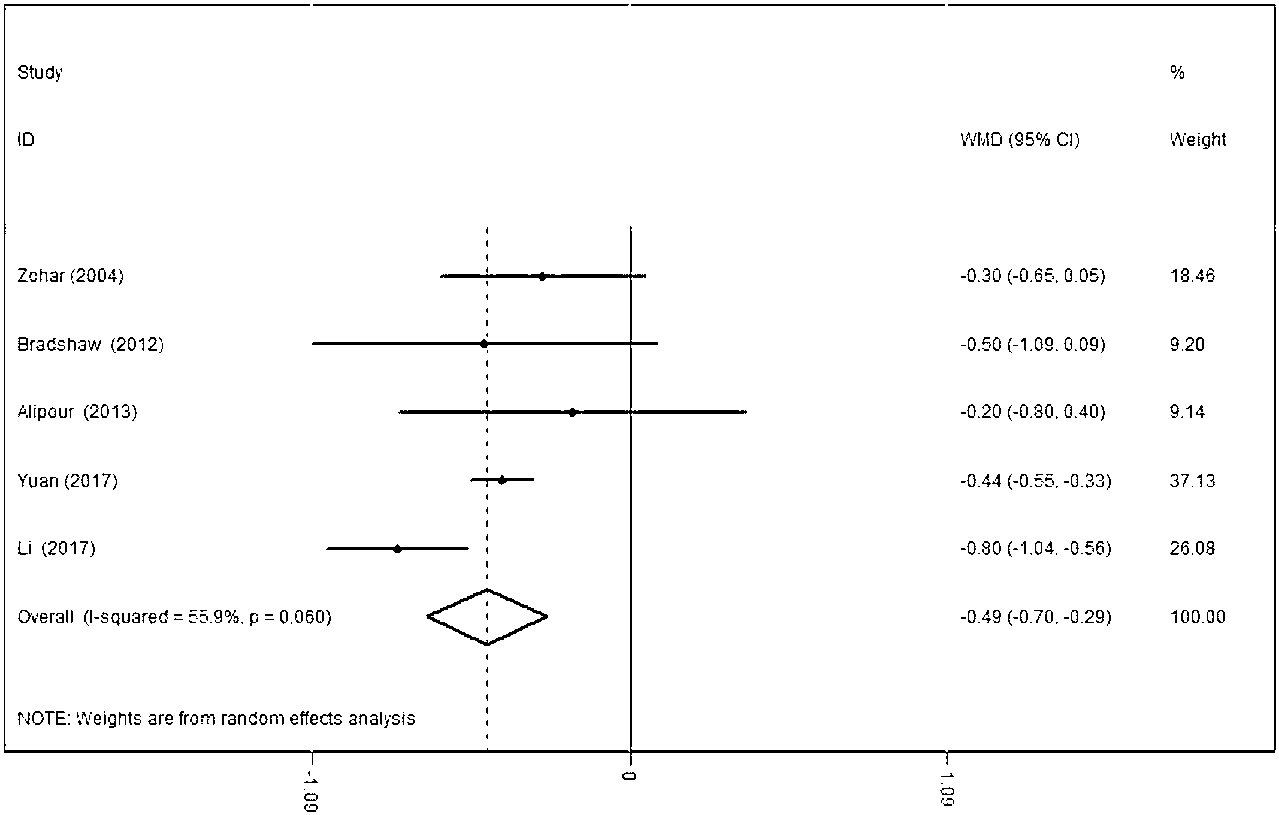 Study %
ID WMD (95% CI) Weight
Zohar (2004) -0.30 (-0.65, 0.05) 18.46
Bradshaw (2012) -0.50 (-1.09, 0.09) 9.20
Alipour (2013) -0.20 (-0.80, 0.40) 9.14
Yuan (2017) -0.44 (-0.55, -0.33) 37.13
Li (2017) -0.80 (-1.04, -0.56) 26.08
Overall (I-squared = 55.9%, p = 0.060) -0.49 (-0.70, -0.29) 100.00
NOTE: Weights are from random effects analysis
-1.09 0 1.09